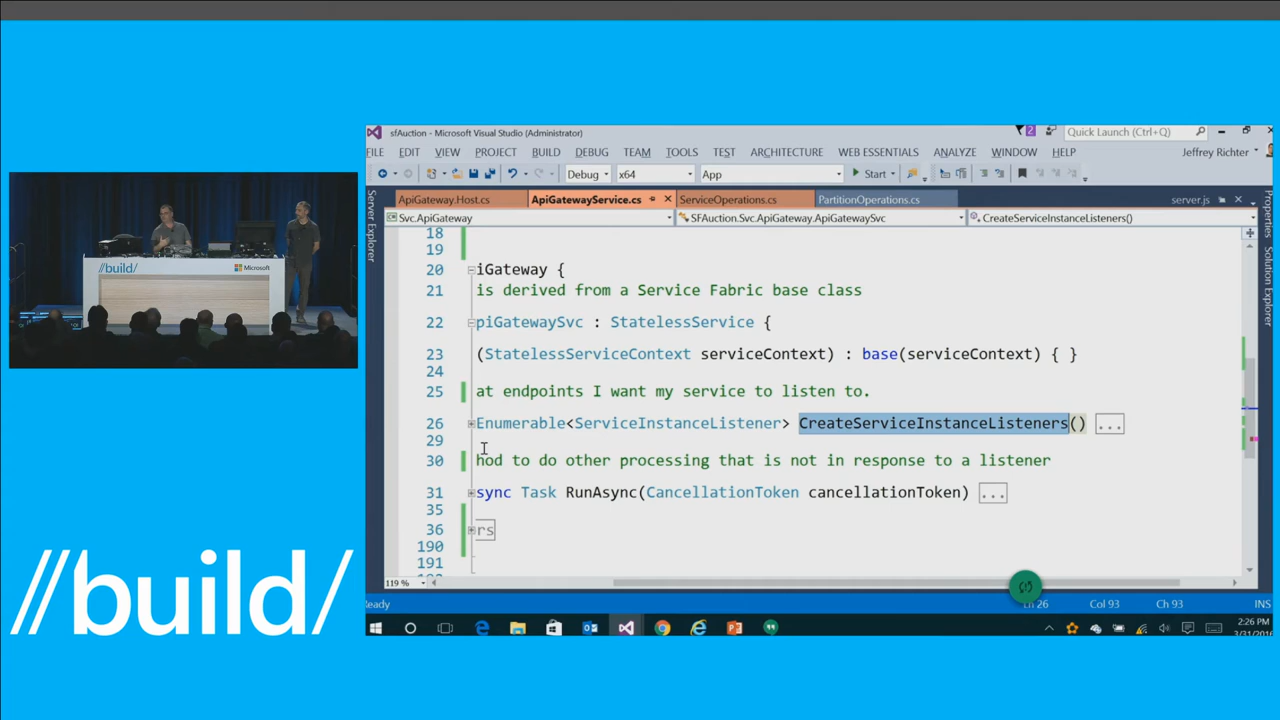 //build/
Microsoft
//build/
sfAuction - Microsoft Visual Studio (Administrator)
2
Quick Launch (Ctrl+Q)
FILE EDIT VIEW PROJECT BUILD DEBUG TEAM TOOLS TEST ARCHITECTURE WEB ESSENTIALS ANALYZE WINDOW HELP
Jeffrey Richter
Debug x64 App Start
Server Explorer
ApiGateway.Host.cs ApiGatewayService.cs ServiceOperations.cs PartitionOperations.cs server.js
Svc.ApiGateway SFAuction.Svc.ApiGateway.ApiGatewaySvc CreateServiceInstanceListeners()
Properties
Solution Explorer
18
19
20 iGateway {
21 is derived from a Service Fabric base class
22 piGatewaySvc : StatelessService {
23 (StatelessServiceContext serviceContext) : base(serviceContext) { }
24
25 at endpoints I want my service to listen to.
26 Enumerable<ServiceInstanceListener> CreateServiceInstanceListeners() ...
29
30 hod to do other processing that is not in response to a listener
31 sync Task RunAsync(CancellationToken cancellationToken) ...
35
36 rs
190
191
119 %
Ready Ln 26 Col 93 Ch 93 INS
2:26 PM
3/31/2016